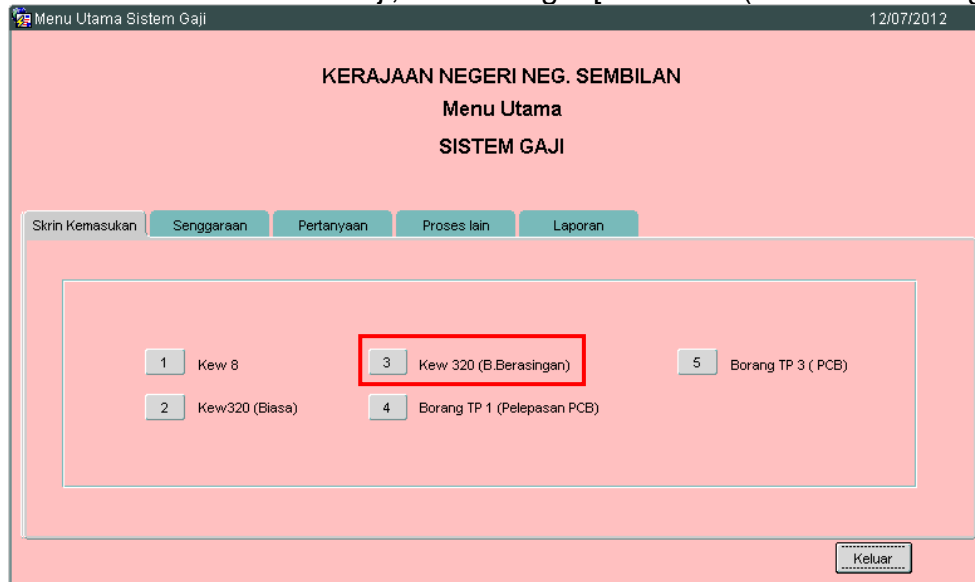 Menu Utama Sistem Gaji 12/07/2012
KERAJAAN NEGERI NEG. SEMBILAN
Menu Utama
SISTEM GAJI
Skrin Kemasukan Senggaraan Pertanyaan Proses lain Laporan
1 Kew 8 3 Kew 320 (B.Berasingan) 5 Borang TP 3 ( PCB)
2 Kew320 (Biasa) 4 Borang TP 1 (Pelepasan PCB)
Keluar